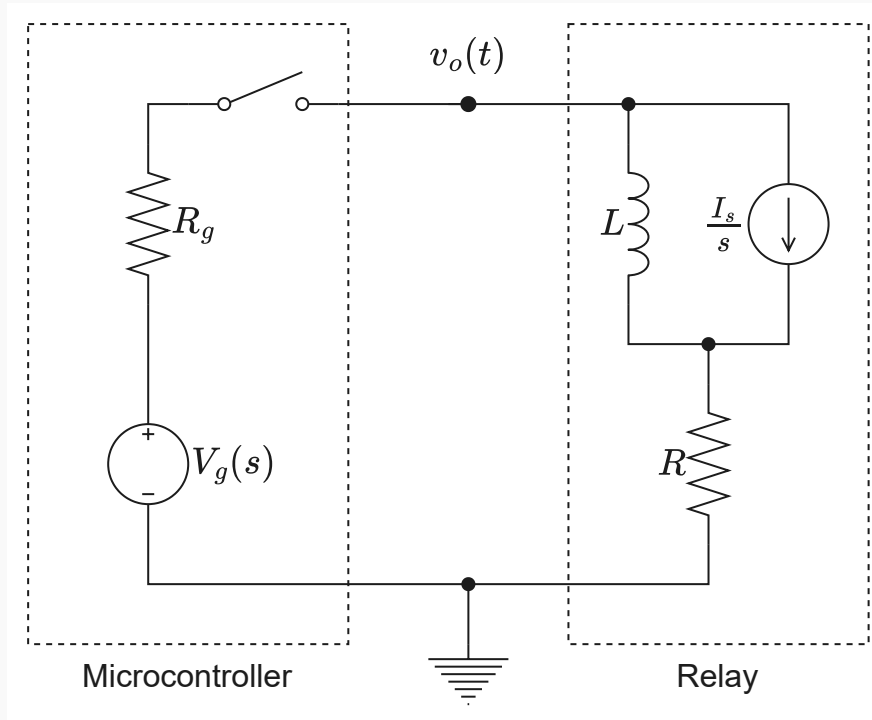 v_o(t)
R_g
L
I_s/s
+
V_g(s)
−
R
Microcontroller
Relay